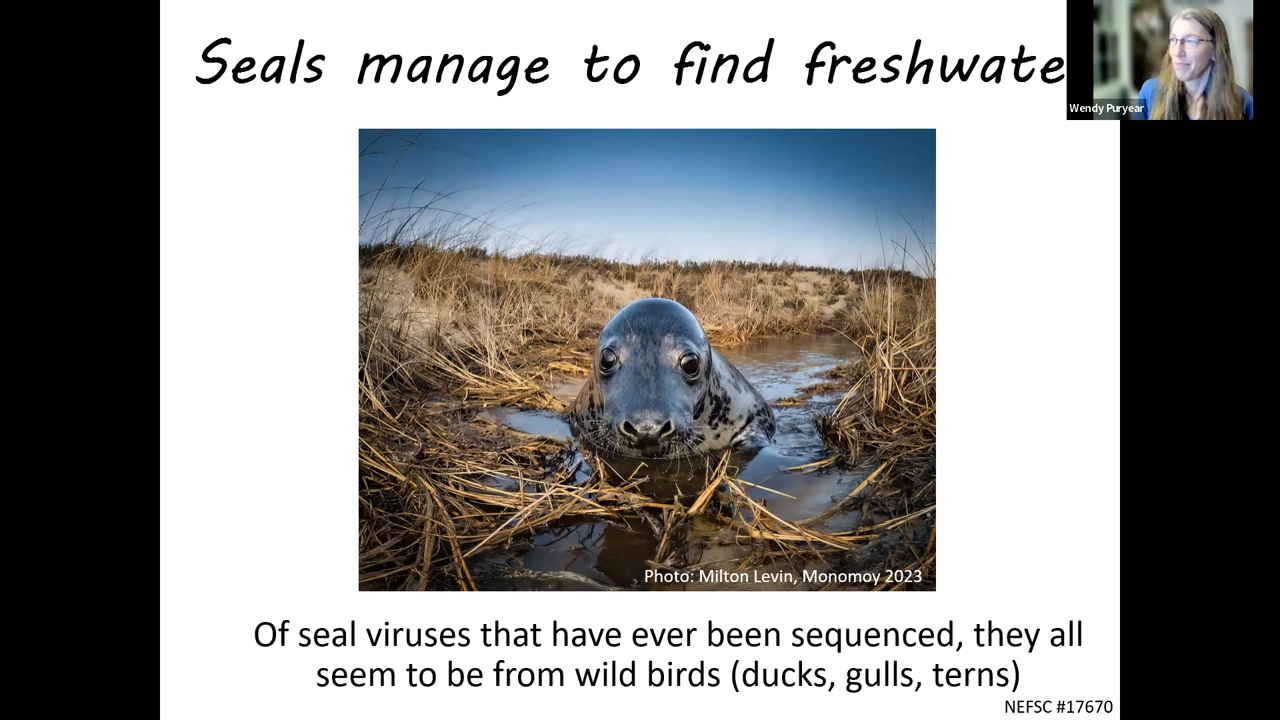 Seals manage to find freshwate
Wendy Puryear
Photo: Milton Levin, Monomoy 2023
Of seal viruses that have ever been sequenced, they all
seem to be from wild birds (ducks, gulls, terns)
NEFSC #17670